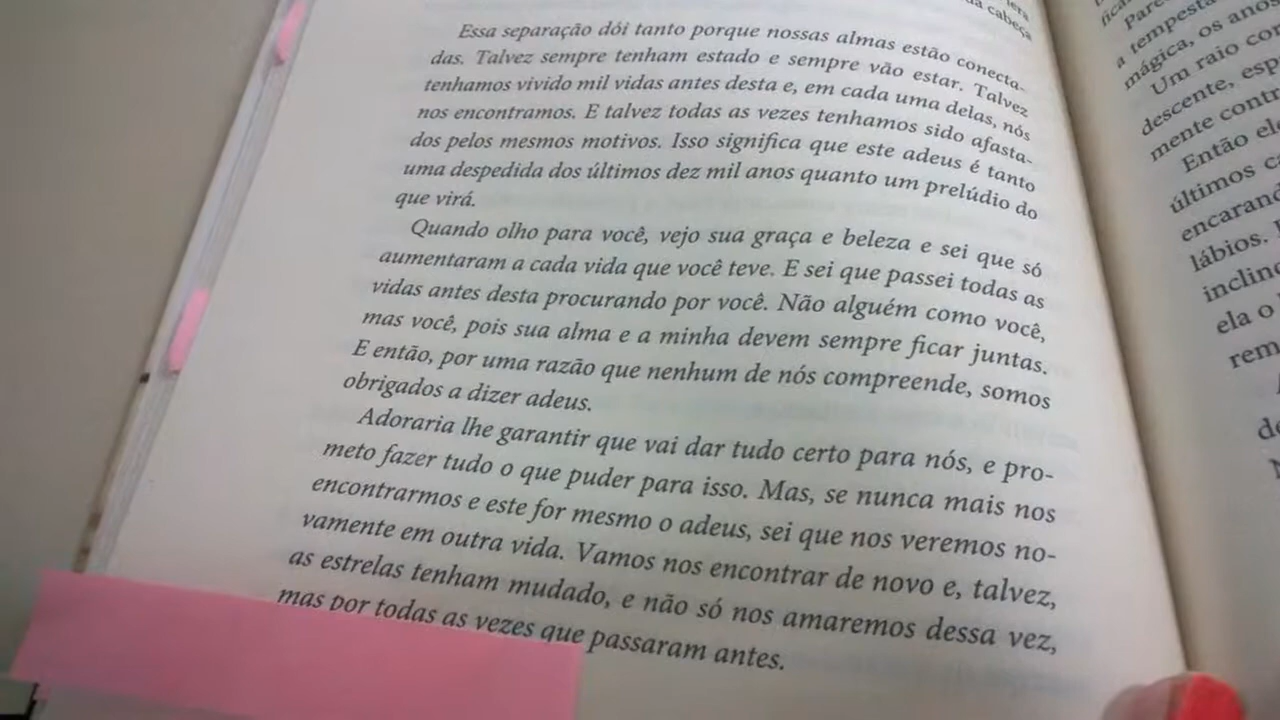 iera
da cabeça
Essa separação dói tanto porque nossas almas estão conecta-
das. Talvez sempre tenham estado e sempre vão estar. Talvez
tenhamos vivido mil vidas antes desta e, em cada uma delas, nós
nos encontramos. E talvez todas as vezes tenhamos sido afasta-
dos pelos mesmos motivos. Isso significa que este adeus é tanto
uma despedida dos últimos dez mil anos quanto um prelúdio do
que virá.
Quando olho para você, vejo sua graça e beleza e sei que só
aumentaram a cada vida que você teve. E sei que passei todas as
vidas antes desta procurando por você. Não alguém como você,
mas você, pois sua alma e a minha devem sempre ficar juntas.
E então, por uma razão que nenhum de nós compreende, somos
obrigados a dizer adeus.
Adoraria lhe garantir que vai dar tudo certo para nós, e pro-
meto fazer tudo o que puder para isso. Mas, se nunca mais nos
encontrarmos e este for mesmo o adeus, sei que nos veremos no-
vamente em outra vida. Vamos nos encontrar de novo e, talvez,
as estrelas tenham mudado, e não só nos amaremos dessa vez,
mas por todas as vezes que passaram antes.
tempesta
mágica, os anos
Um raio cor
descente, esp
mente contr
Então el
últimos c
encaran
lábios.
inclin
ela o
rem
de